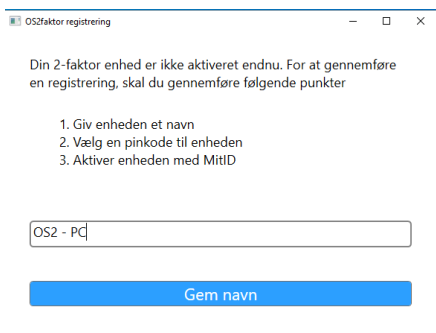 OS2faktor registrering
Din 2-faktor enhed er ikke aktiveret endnu. For at gennemføre
en registrering, skal du gennemføre følgende punkter
1. Giv enheden et navn
2. Vælg en pinkode til enheden
3. Aktiver enheden med MitID
OS2 - PC
Gem navn